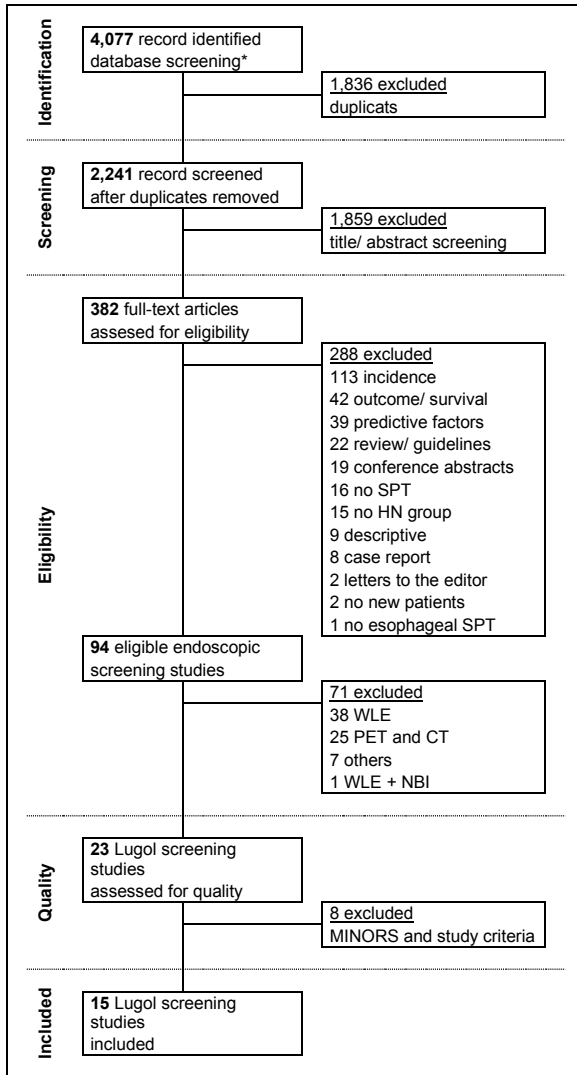 Identification
4,077 record identified
database screening*
1,836 excluded
duplicats
Screening
2,241 record screened
after duplicates removed
1,859 excluded
title/ abstract screening
Eligibility
382 full-text articles
assesed for eligibility
288 excluded
113 incidence
42 outcome/ survival
39 predictive factors
22 review/ guidelines
19 conference abstracts
16 no SPT
15 no HN group
9 descriptive
8 case report
2 letters to the editor
2 no new patients
1 no esophageal SPT
94 eligible endoscopic
screening studies
71 excluded
38 WLE
25 PET and CT
7 others
1 WLE + NBI
Quality
23 Lugol screening
studies
assessed for quality
8 excluded
MINORS and study criteria
Included
15 Lugol screening
studies
included